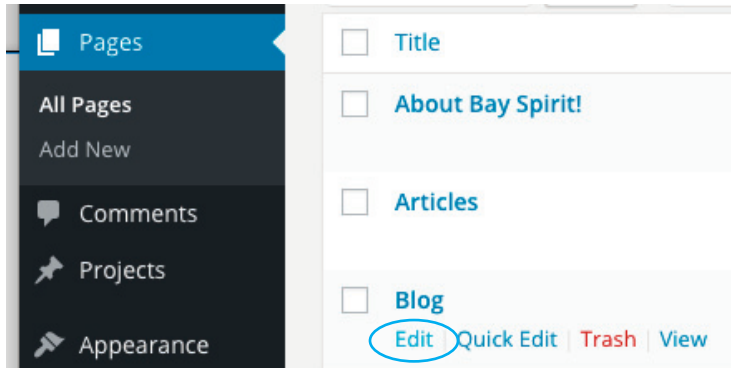 Pages
All Pages
Add New
Comments
Projects
Appearance
Title
About Bay Spirit!
Articles
Blog
Edit | Quick Edit | Trash | View